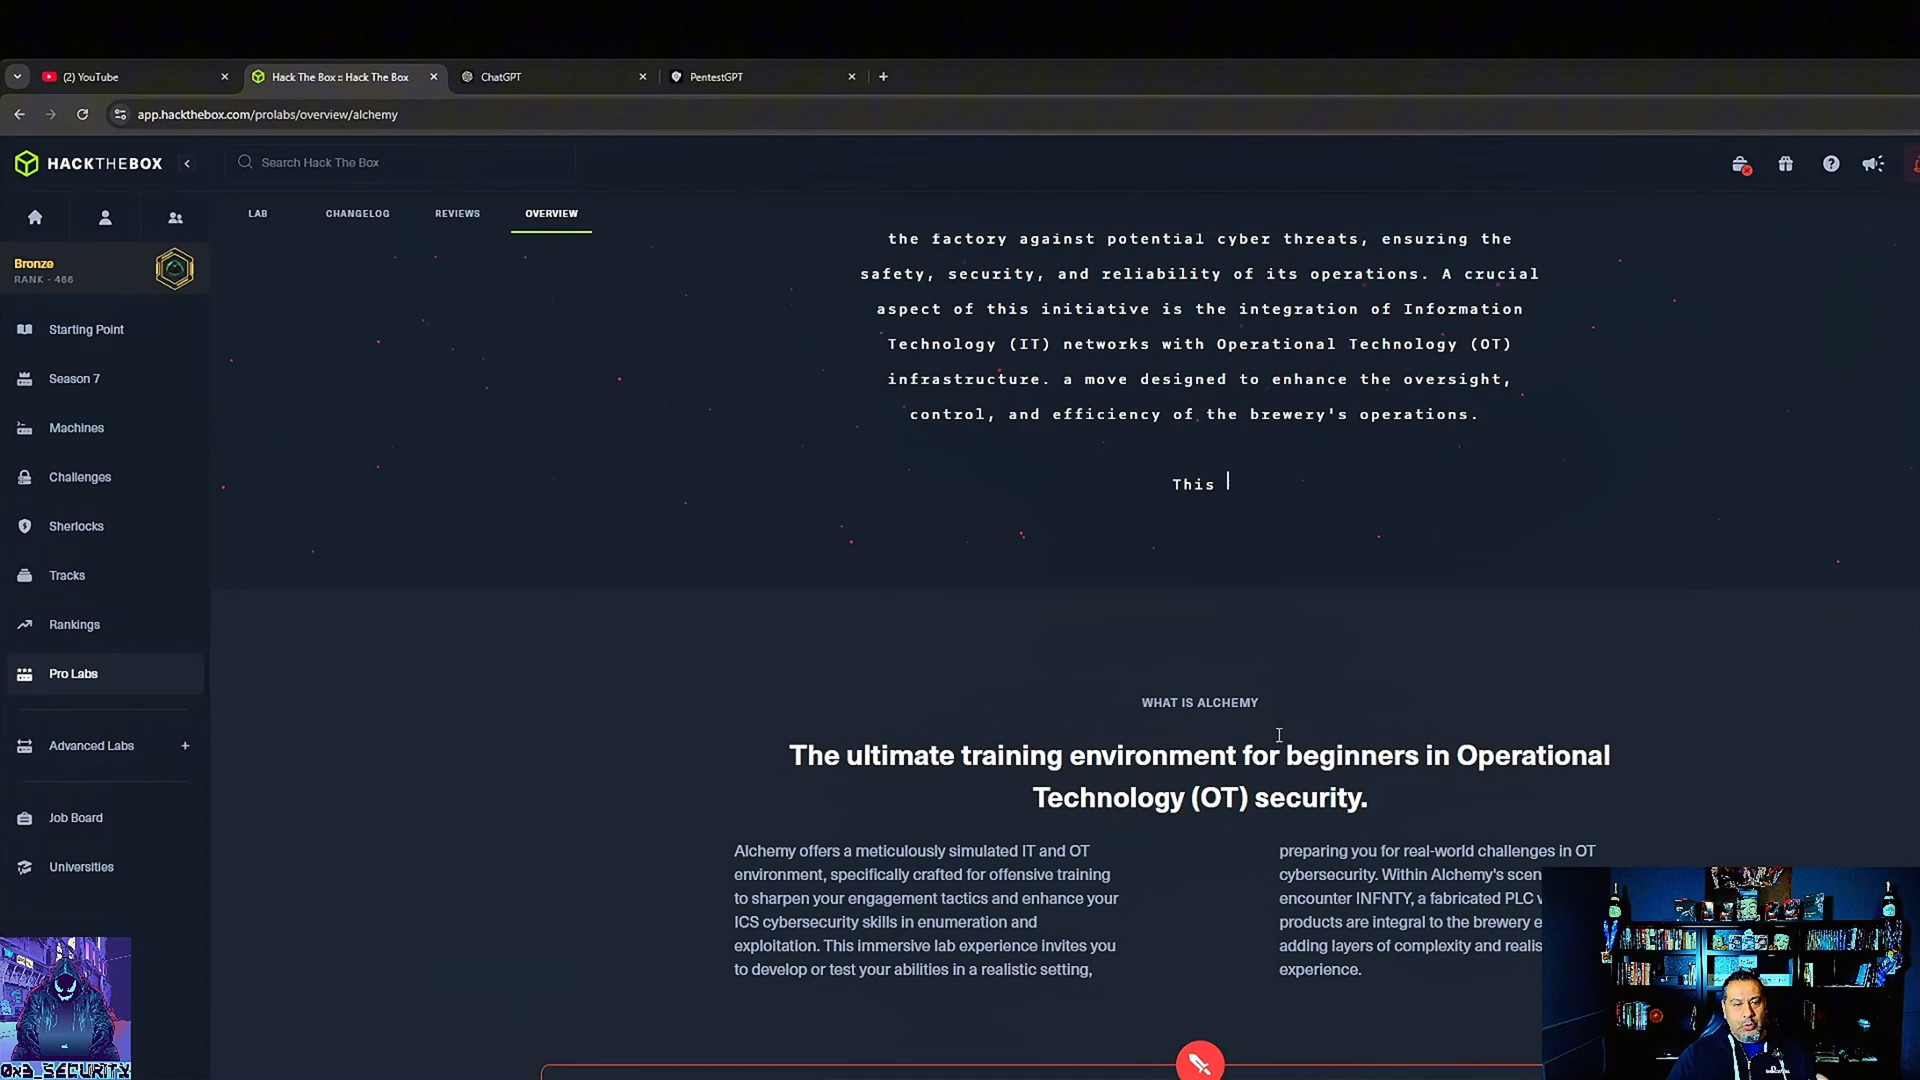 (2) YouTube
Hack The Box :: Hack The Box
ChatGPT
PentestGPT
app.hackthebox.com/prolabs/overview/alchemy
HACKTHEBOX
Search Hack The Box
LAB
CHANGELOG
REVIEWS
OVERVIEW
Bronze
RANK - 466
Starting Point
Season 7
Machines
Challenges
Sherlocks
Tracks
Rankings
Pro Labs
Advanced Labs
Job Board
Universities
the factory against potential cyber threats, ensuring the
safety, security, and reliability of its operations. A crucial
aspect of this initiative is the integration of Information
Technology (IT) networks with Operational Technology (OT)
infrastructure. a move designed to enhance the oversight,
control, and efficiency of the brewery's operations.
This
WHAT IS ALCHEMY
The ultimate training environment for beginners in Operational
Technology (OT) security.
Alchemy offers a meticulously simulated IT and OT
environment, specifically crafted for offensive training
to sharpen your engagement tactics and enhance your
ICS cybersecurity skills in enumeration and
exploitation. This immersive lab experience invites you
to develop or test your abilities in a realistic setting,
preparing you for real-world challenges in OT
cybersecurity. Within Alchemy's scen
encounter INFNTY, a fabricated PLC v
products are integral to the brewery e
adding layers of complexity and realis
experience.
0x3_SECURITY